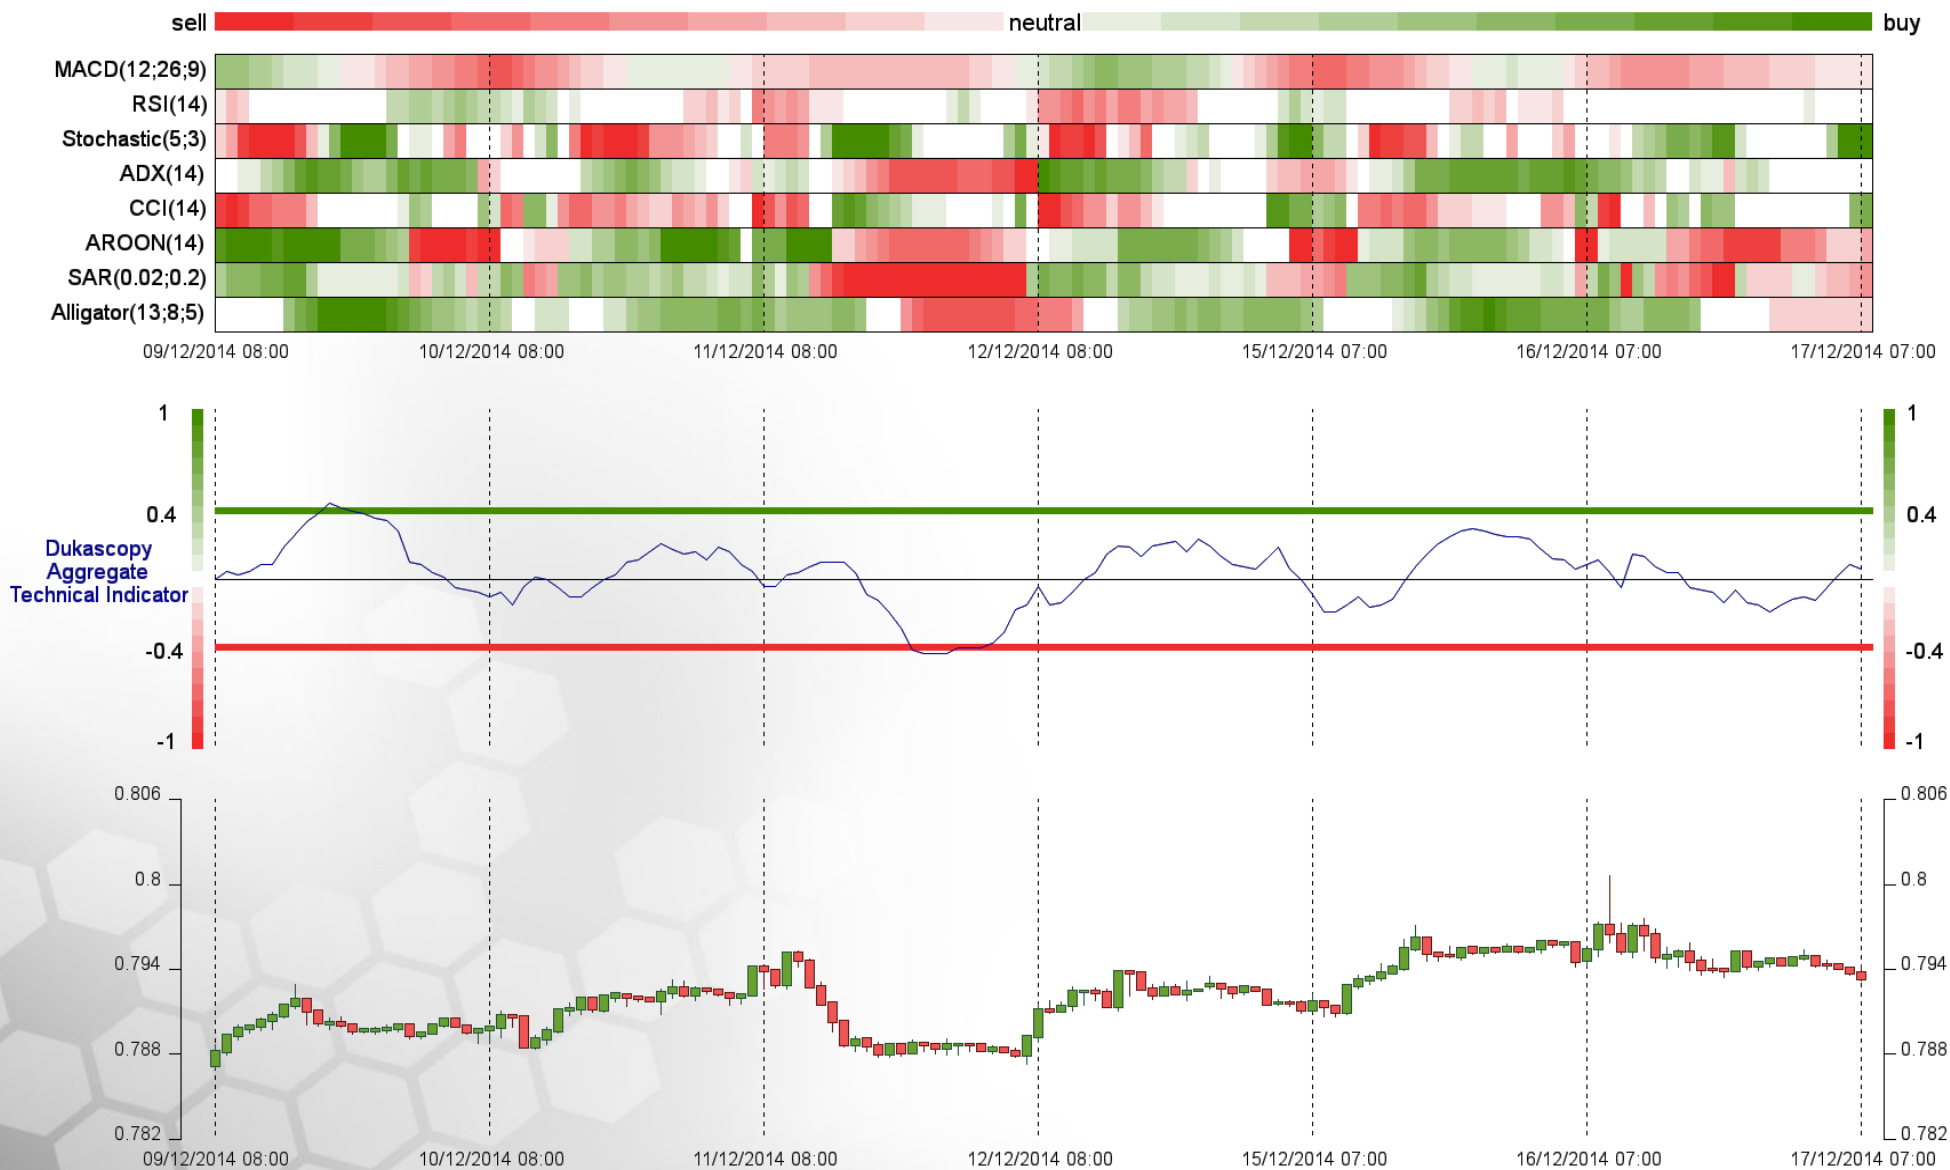 sell neutral buy
MACD(12;26;9)
RSI(14)
Stochastic(5;3)
ADX(14)
CCI(14)
AROON(14)
SAR(0.02;0.2)
Alligator(13;8;5)
09/12/2014 08:00 10/12/2014 08:00 11/12/2014 08:00 12/12/2014 08:00 15/12/2014 07:00 16/12/2014 07:00 17/12/2014 07:00
1 1
0.4 0.4
Dukascopy
Aggregate
Technical Indicator
-0.4 -0.4
-1 -1
0.806 0.806
0.8 0.8
0.794 0.794
0.788 0.788
0.782 0.782
09/12/2014 08:00 10/12/2014 08:00 11/12/2014 08:00 12/12/2014 08:00 15/12/2014 07:00 16/12/2014 07:00 17/12/2014 07:00